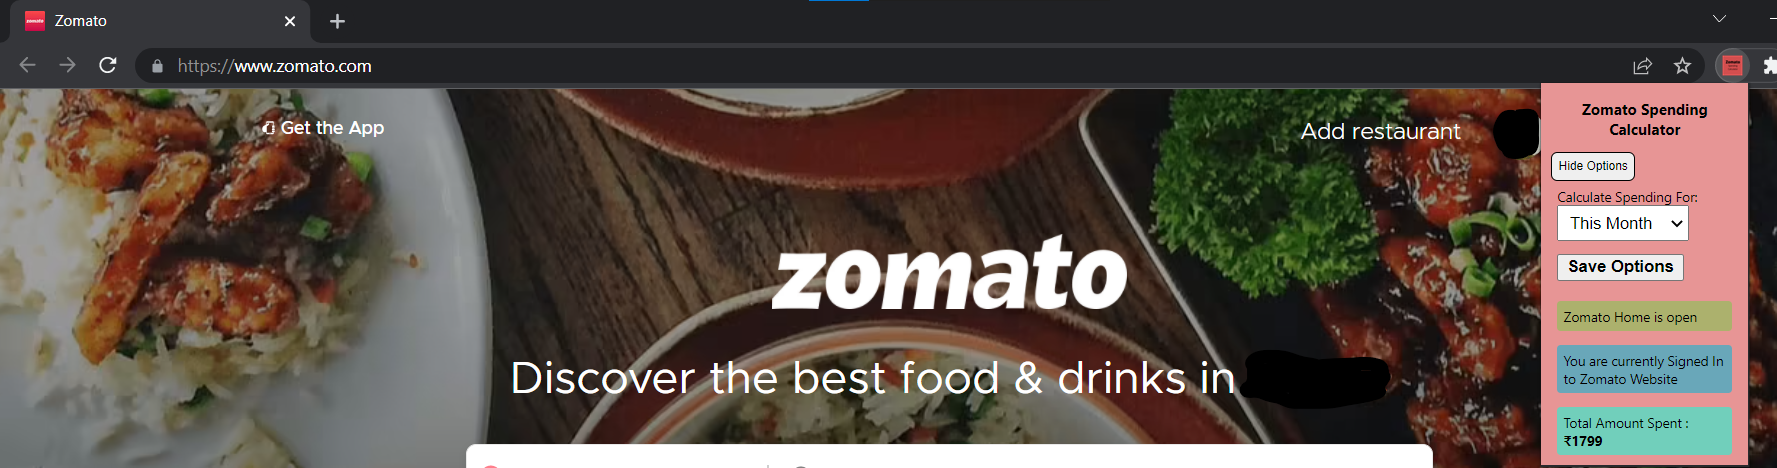 Zomato
https://www.zomato.com
Get the App
Add restaurant
zomato
Discover the best food & drinks in
Zomato Spending
Calculator
Hide Options
Calculate Spending For:
This Month
Save Options
Zomato Home is open
You are currently Signed In
to Zomato Website
Total Amount Spent :
₹1799